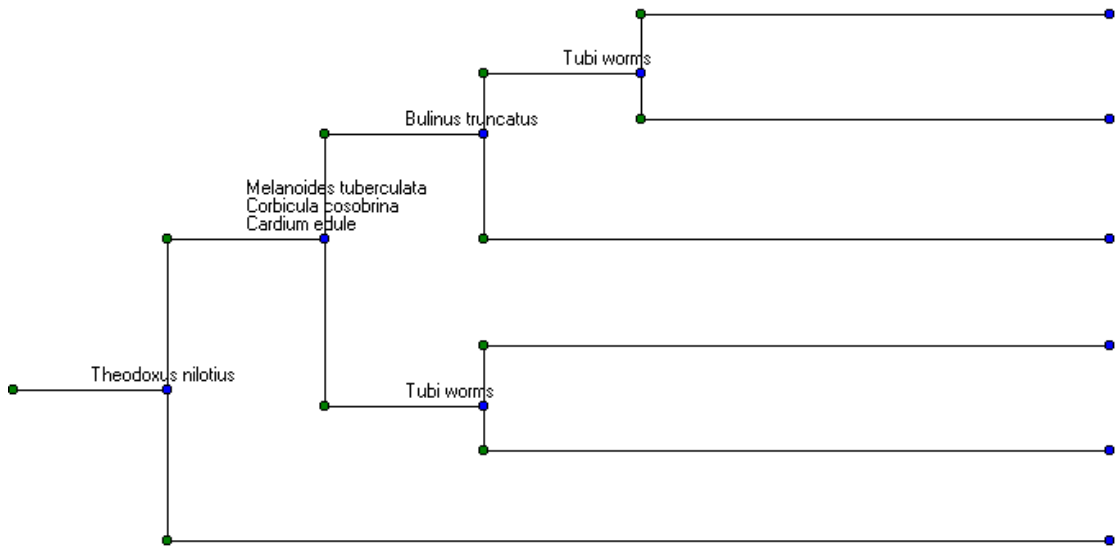 Tubi worms
Bulinus truncatus
Melanoides tuberculata
Corbicula cosobrina
Cardium edule
Theodoxus nilotius
Tubi worms